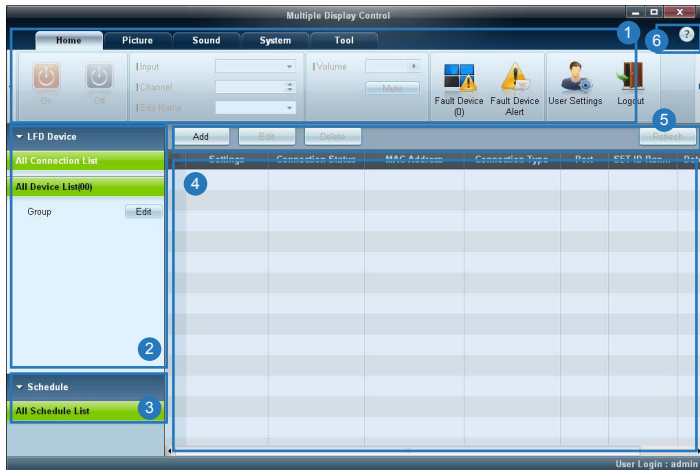 Multiple Display Control
Home Picture Sound System Tool
1 6 ?
Input Volume
On Off Channel Mute
Edit Name
Fault Device (0)
Fault Device Alert
User Settings Logout
5
LFD Device
Add Edit Delete Refresh
All Connection List
Settings Connection Status MAC Address Connection Type Port SET ID Ran...
All Device List(00)
4
Group Edit
2
Schedule
All Schedule List 3
User Login : admin